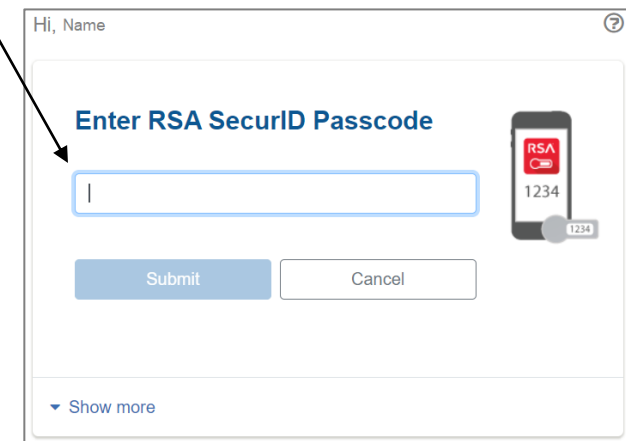 Hi, Name
Enter RSA SecurID Passcode
RSA
1234
1234
Submit Cancel
Show more